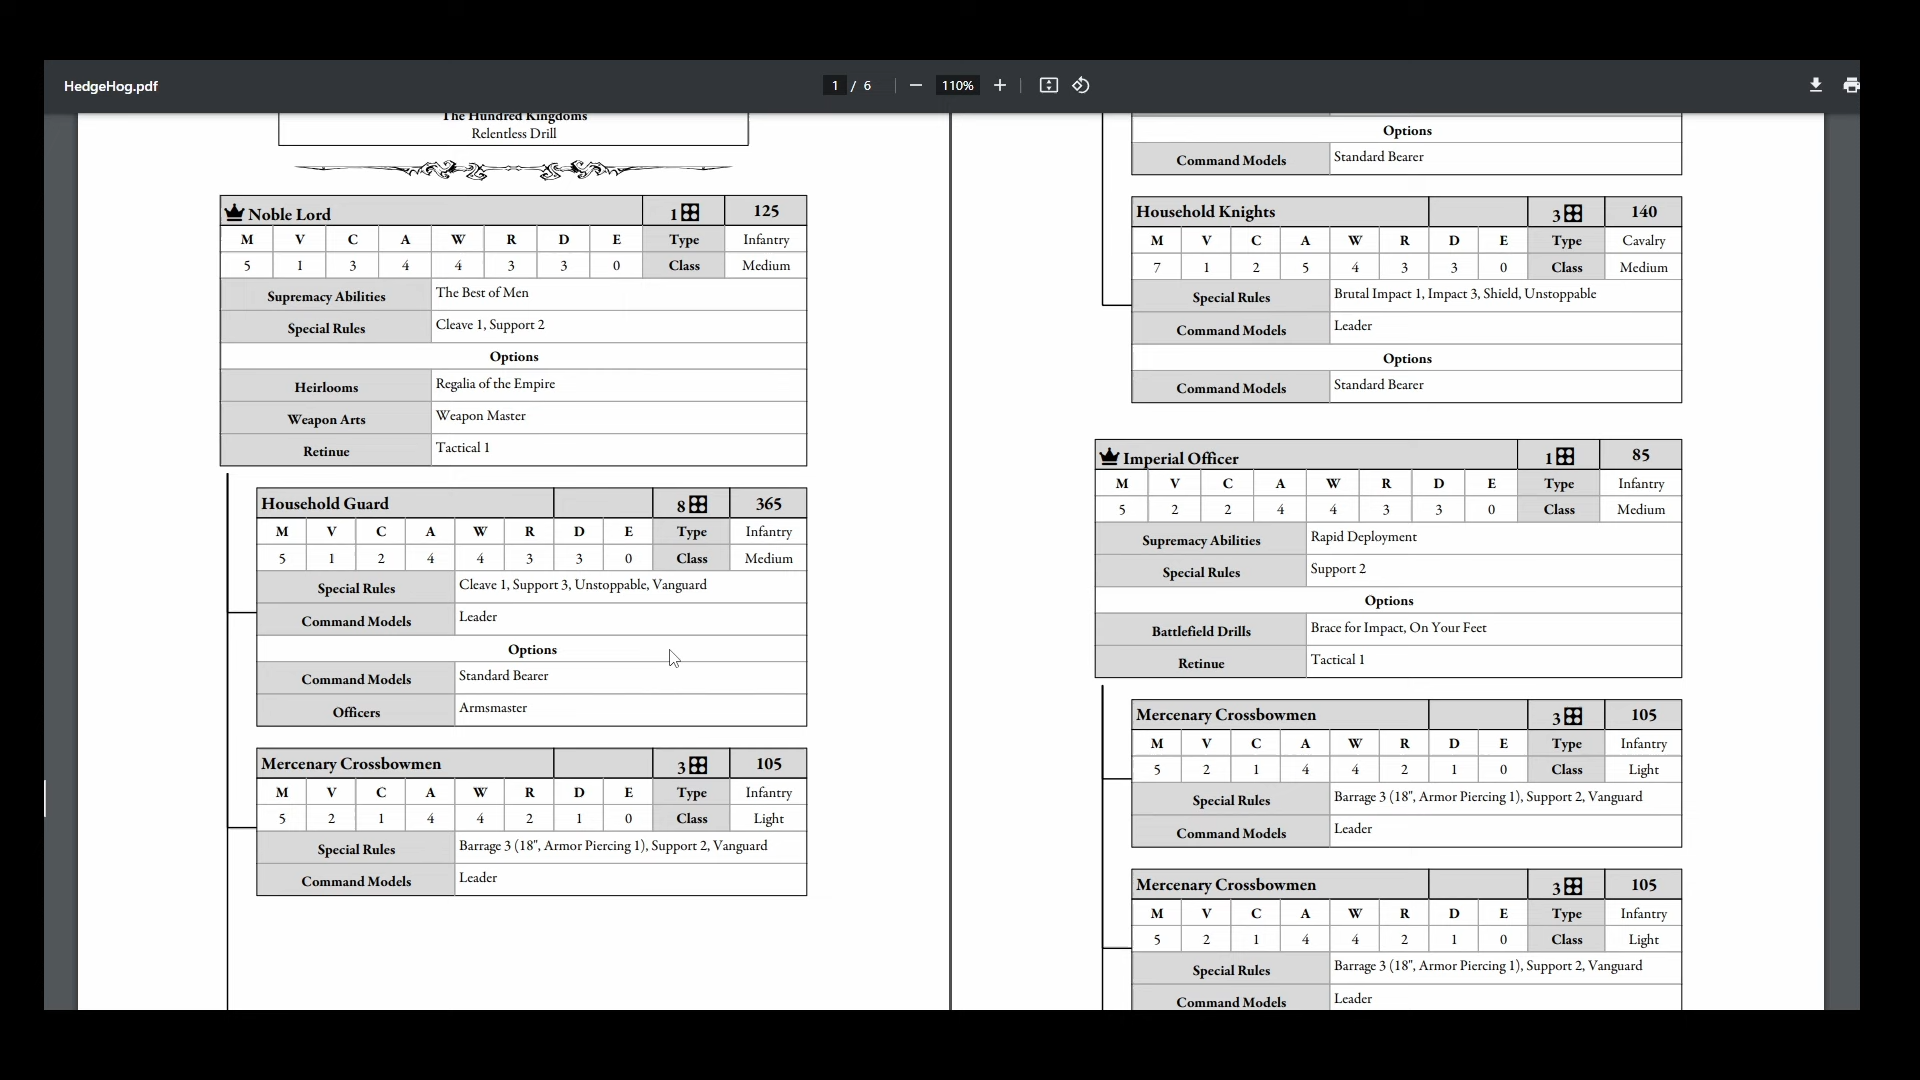 HedgeHog.pdf
1 / 6
110%
The Hundred Kingdoms
Relentless Drill
Noble Lord 1 125
M V C A W R D E Type Infantry
5 1 3 4 4 3 3 0 Class Medium
Supremacy Abilities The Best of Men
Special Rules Cleave 1, Support 2
Options
Heirlooms Regalia of the Empire
Weapon Arts Weapon Master
Retinue Tactical 1
Household Guard 8 365
M V C A W R D E Type Infantry
5 1 2 4 4 3 3 0 Class Medium
Special Rules Cleave 1, Support 3, Unstoppable, Vanguard
Command Models Leader
Options
Command Models Standard Bearer
Officers Armsmaster
Mercenary Crossbowmen 3 105
M V C A W R D E Type Infantry
5 2 1 4 4 2 1 0 Class Light
Special Rules Barrage 3 (18", Armor Piercing 1), Support 2, Vanguard
Command Models Leader
Options
Command Models Standard Bearer
Household Knights 3 140
M V C A W R D E Type Cavalry
7 1 2 5 4 3 3 0 Class Medium
Special Rules Brutal Impact 1, Impact 3, Shield, Unstoppable
Command Models Leader
Options
Command Models Standard Bearer
Imperial Officer 1 85
M V C A W R D E Type Infantry
5 2 2 4 4 3 3 0 Class Medium
Supremacy Abilities Rapid Deployment
Special Rules Support 2
Options
Battlefield Drills Brace for Impact, On Your Feet
Retinue Tactical 1
Mercenary Crossbowmen 3 105
M V C A W R D E Type Infantry
5 2 1 4 4 2 1 0 Class Light
Special Rules Barrage 3 (18", Armor Piercing 1), Support 2, Vanguard
Command Models Leader
Mercenary Crossbowmen 3 105
M V C A W R D E Type Infantry
5 2 1 4 4 2 1 0 Class Light
Special Rules Barrage 3 (18", Armor Piercing 1), Support 2, Vanguard
Command Models Leader